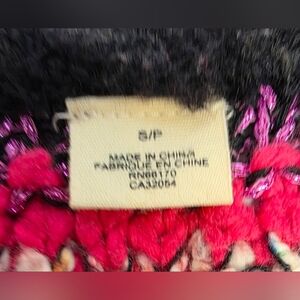 S/P
MADE IN CHINA
FABRIQUE EN CHINE
RN66170
CA32054